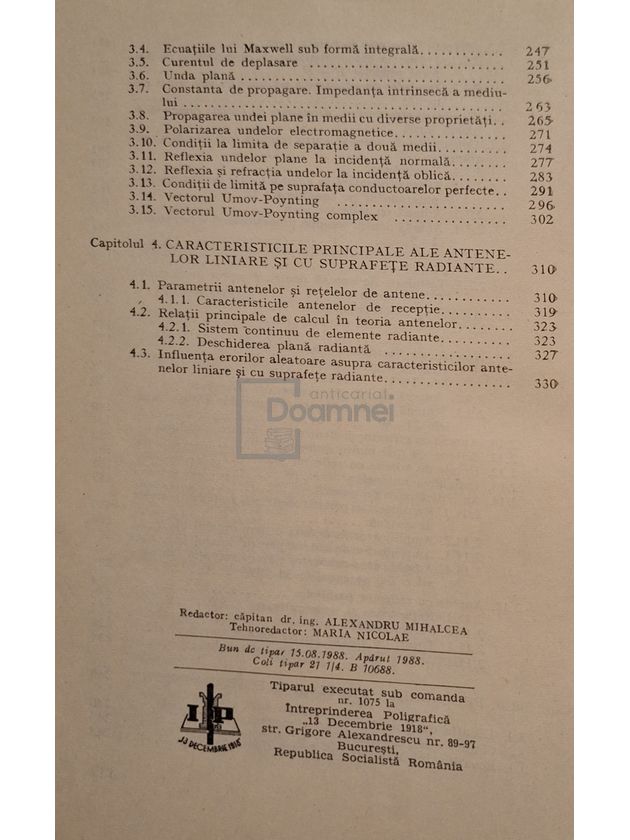 3.4. Ecuațiile lui Maxwell sub formă integrală............ 247
3.5. Curentul de deplasare .......................... 251
3.6. Unda plană .................................... 256
3.7. Constanta de propagare. Impedanța intrinsecă a mediu-
lui ........................................... 263
3.8. Propagarea undei plane în medii cu diverse proprietăți.. 265
3.9. Polarizarea undelor electromagnetice................ 271
3.10. Condiții la limita de separație a două medii.......... 274
3.11. Reflexia undelor plane la incidență normală.......... 277
3.12. Reflexia și refracția undelor la incidență oblică........ 283
3.13. Condiții de limită pe suprafața conductoarelor perfecte.. 291
3.14. Vectorul Umov-Poynting ........................ 296
3.15. Vectorul Umov-Poynting complex ................ 302
Capitolul 4. CARACTERISTICILE PRINCIPALE ALE ANTENE-
LOR LINIARE ȘI CU SUPRAFEȚE RADIANTE.. 310
4.1. Parametrii antenelor și rețelelor de antene............ 310
4.1.1. Caracteristicile antenelor de recepție............ 319
4.2. Relații principale de calcul în teoria antenelor.......... 323
4.2.1. Sistem continuu de elemente radiante.......... 323
4.2.2. Deschiderea plană radiantă .................. 327
4.3. Influența erorilor aleatoare asupra caracteristicilor ante-
nelor liniare și cu suprafețe radiante.................. 330
anticariat
Doamnei
Redactor: căpitan dr. ing. ALEXANDRU MIHALCEA
Tehnoredactor: MARIA NICOLAE
Bun de tipar 15.08.1988. Apărut 1988.
Coli tipar 21 1/4. B 10688.
Tiparul executat sub comanda
nr. 1075 la
Intreprinderea Poligrafică
„13 Decembrie 1918",
str. Grigore Alexandrescu nr. 89-97
București,
Republica Socialistă România
I P
13 DECEMBRIE 1918